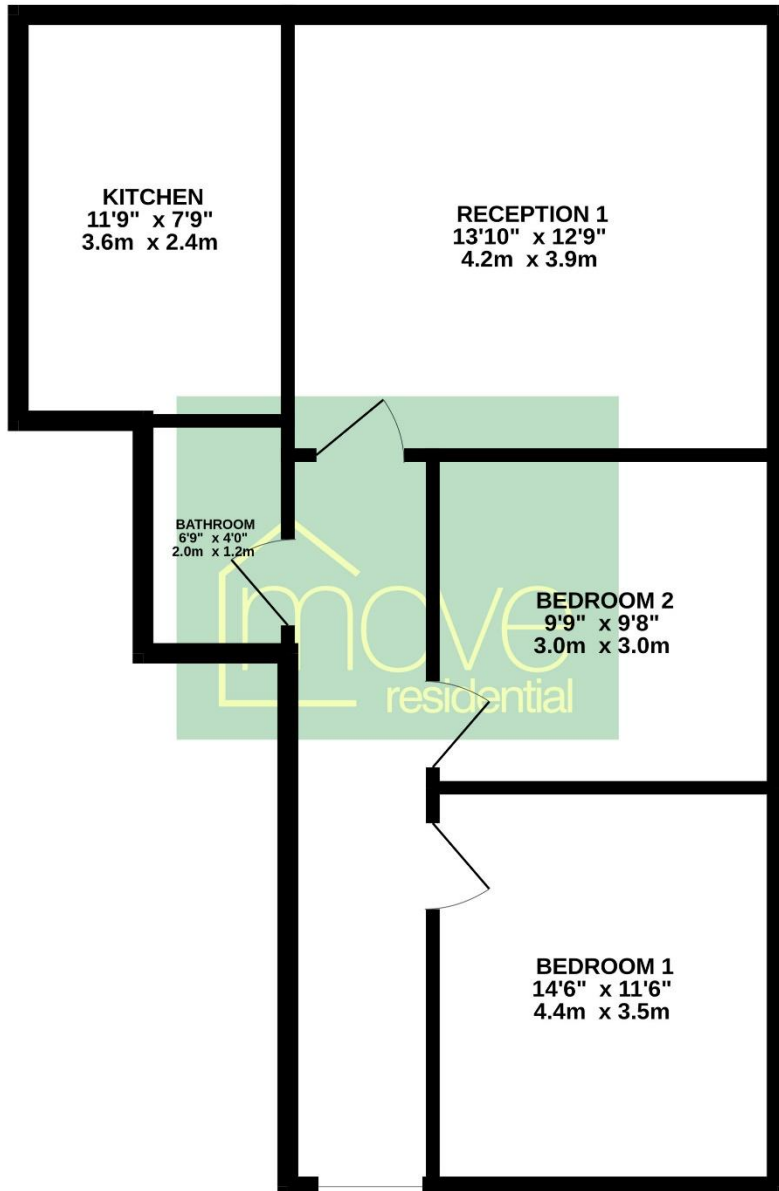 KITCHEN
11'9" x 7'9"
3.6m x 2.4m
RECEPTION 1
13'10" x 12'9"
4.2m x 3.9m
BATHROOM
6'9" x 4'0"
2.0m x 1.2m
move
residential
BEDROOM 2
9'9" x 9'8"
3.0m x 3.0m
BEDROOM 1
14'6" x 11'6"
4.4m x 3.5m